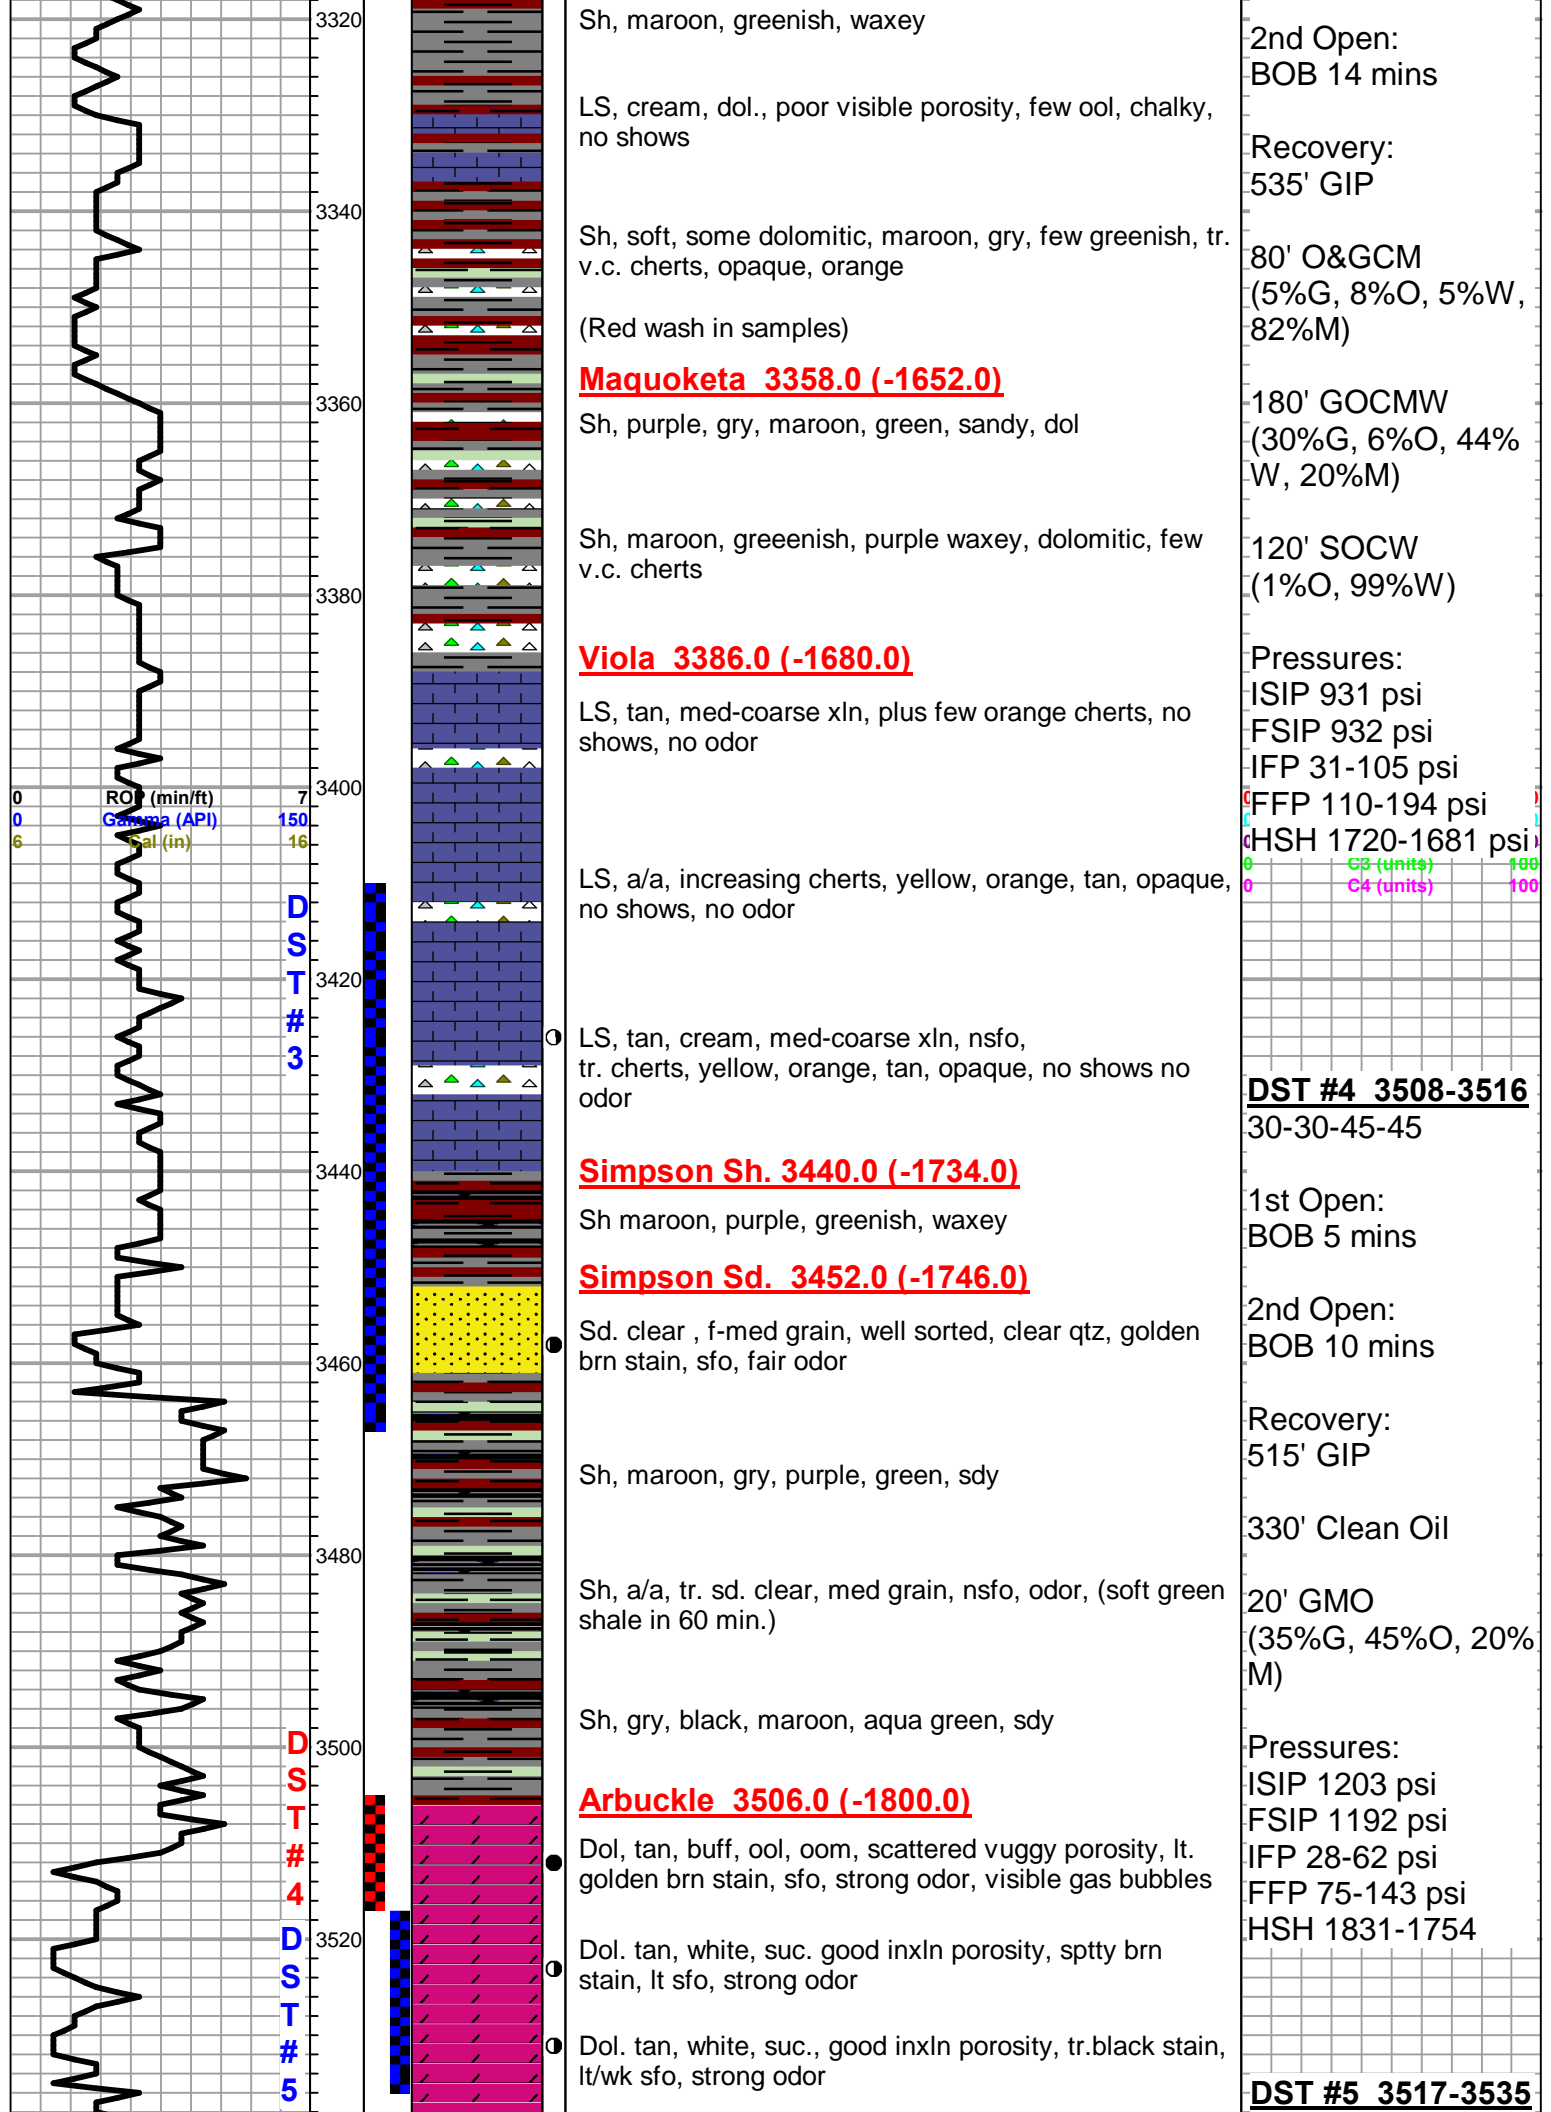 3320
3340
3360
3380
3400
0 ROP (min/ft) 7
0 Gamma (API) 150
6 Cal (in) 16
3420
3440
3460
3480
3500
3520
D
S
T
#
3
D
S
T
#
4
D
S
T
#
5
Sh, maroon, greenish, waxey
LS, cream, dol., poor visible porosity, few ool, chalky,
no shows
Sh, soft, some dolomitic, maroon, gry, few greenish, tr.
v.c. cherts, opaque, orange
(Red wash in samples)
Maquoketa 3358.0 (-1652.0)
Sh, purple, gry, maroon, green, sandy, dol
Sh, maroon, greeenish, purple waxey, dolomitic, few
v.c. cherts
Viola 3386.0 (-1680.0)
LS, tan, med-coarse xln, plus few orange cherts, no
shows, no odor
LS, a/a, increasing cherts, yellow, orange, tan, opaque,
no shows, no odor
LS, tan, cream, med-coarse xln, nsfo,
tr. cherts, yellow, orange, tan, opaque, no shows no
odor
Simpson Sh. 3440.0 (-1734.0)
Sh maroon, purple, greenish, waxey
Simpson Sd. 3452.0 (-1746.0)
Sd. clear , f-med grain, well sorted, clear qtz, golden
brn stain, sfo, fair odor
Sh, maroon, gry, purple, green, sdy
Sh, a/a, tr. sd. clear, med grain, nsfo, odor, (soft green
shale in 60 min.)
Sh, gry, black, maroon, aqua green, sdy
Arbuckle 3506.0 (-1800.0)
Dol, tan, buff, ool, oom, scattered vuggy porosity, lt.
golden brn stain, sfo, strong odor, visible gas bubbles
Dol. tan, white, suc. good inxln porosity, sptty brn
stain, lt sfo, strong odor
Dol. tan, white, suc., good inxln porosity, tr.black stain,
lt/wk sfo, strong odor
2nd Open:
BOB 14 mins
Recovery:
535' GIP
80' O&GCM
(5%G, 8%O, 5%W,
82%M)
180' GOCMW
(30%G, 6%O, 44%
W, 20%M)
120' SOCW
(1%O, 99%W)
Pressures:
ISIP 931 psi
FSIP 932 psi
IFP 31-105 psi
FFP 110-194 psi
HSH 1720-1681 psi
0 C3 (units) 100
0 C4 (units) 100
DST #4 3508-3516
30-30-45-45
1st Open:
BOB 5 mins
2nd Open:
BOB 10 mins
Recovery:
515' GIP
330' Clean Oil
20' GMO
(35%G, 45%O, 20%
M)
Pressures:
ISIP 1203 psi
FSIP 1192 psi
IFP 28-62 psi
FFP 75-143 psi
HSH 1831-1754
DST #5 3517-3535